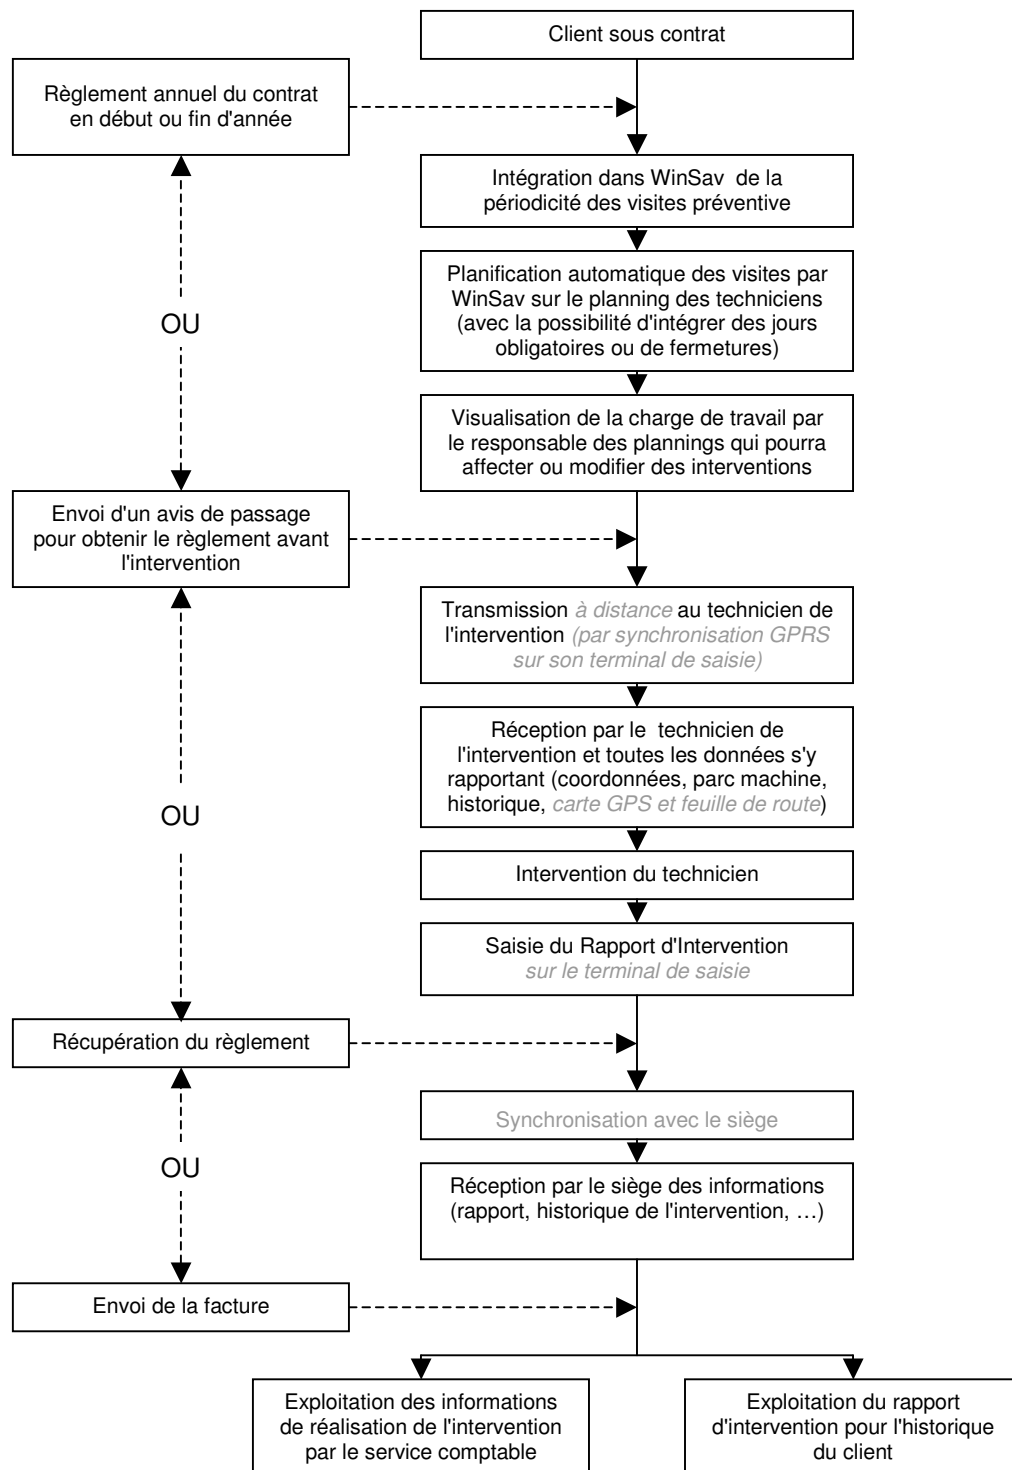 Client sous contrat
Règlement annuel du contrat
en début ou fin d'année
Intégration dans WinSav de la
périodicité des visites préventive
Planification automatique des visites par
WinSav sur le planning des techniciens
(avec la possibilité d'intégrer des jours
obligatoires ou de fermetures)
OU
Visualisation de la charge de travail par
le responsable des plannings qui pourra
affecter ou modifier des interventions
Envoi d'un avis de passage
pour obtenir le règlement avant
l'intervention
Transmission à distance au technicien de
l'intervention (par synchronisation GPRS
sur son terminal de saisie)
Réception par le technicien de
l'intervention et toutes les données s'y
rapportant (coordonnées, parc machine,
historique, carte GPS et feuille de route)
OU
Intervention du technicien
Saisie du Rapport d'Intervention
sur le terminal de saisie
Récupération du règlement
Synchronisation avec le siège
OU
Réception par le siège des informations
(rapport, historique de l'intervention, …)
Envoi de la facture
Exploitation des informations
de réalisation de l'intervention
par le service comptable
Exploitation du rapport
d'intervention pour l'historique
du client